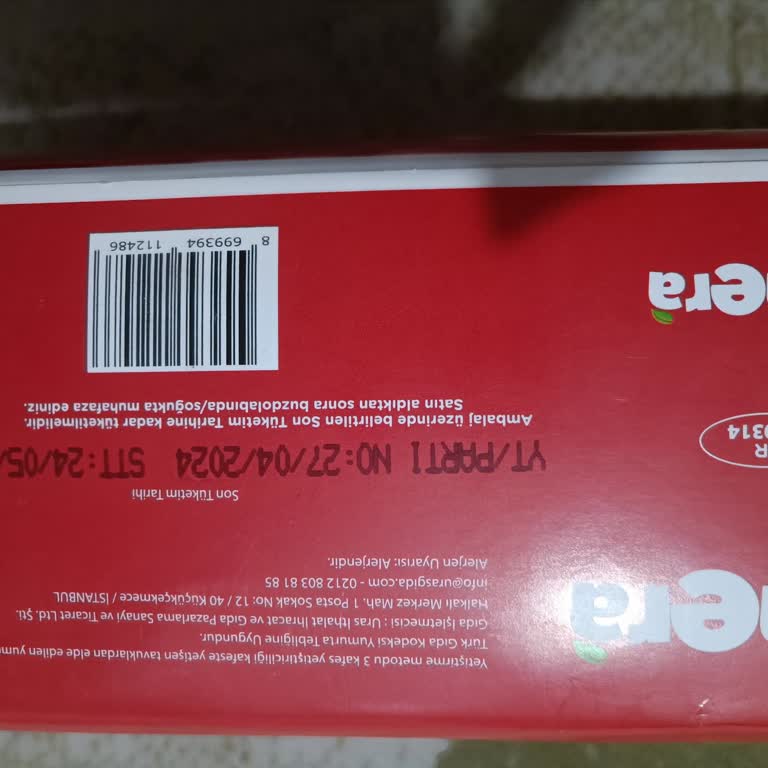 Yetiştirme metodu 3 kafes yetiştiriciliği kafeste yetişen tavuklardan elde edilen
Türk Gıda Kodeksi Yumurta Tebliğine Uygundur.
Gıda İşletmecisi : Uras İthalat İhracat ve Gıda Pazarlama Sanayi ve Ticaret Ltd. Şti.
Halkalı Merkez Mah. 1. Posta Sokak No: 12 / 40 Küçükçekmece / İSTANBUL
info@urasgida.com - 0212 803 81 85
Alerjen Uyarısı: Alerjendir.
Son Tüketim Tarihi
YT/PARTI NO:27/04/2024 STT:24/05/
Ambalaj üzerinde belirtilen Son Tüketim Tarihine kadar tüketilmelidir.
Satın aldıktan sonra buzdolabında/soğukta muhafaza ediniz.
8 699394 112486
nera
R
0314
nera